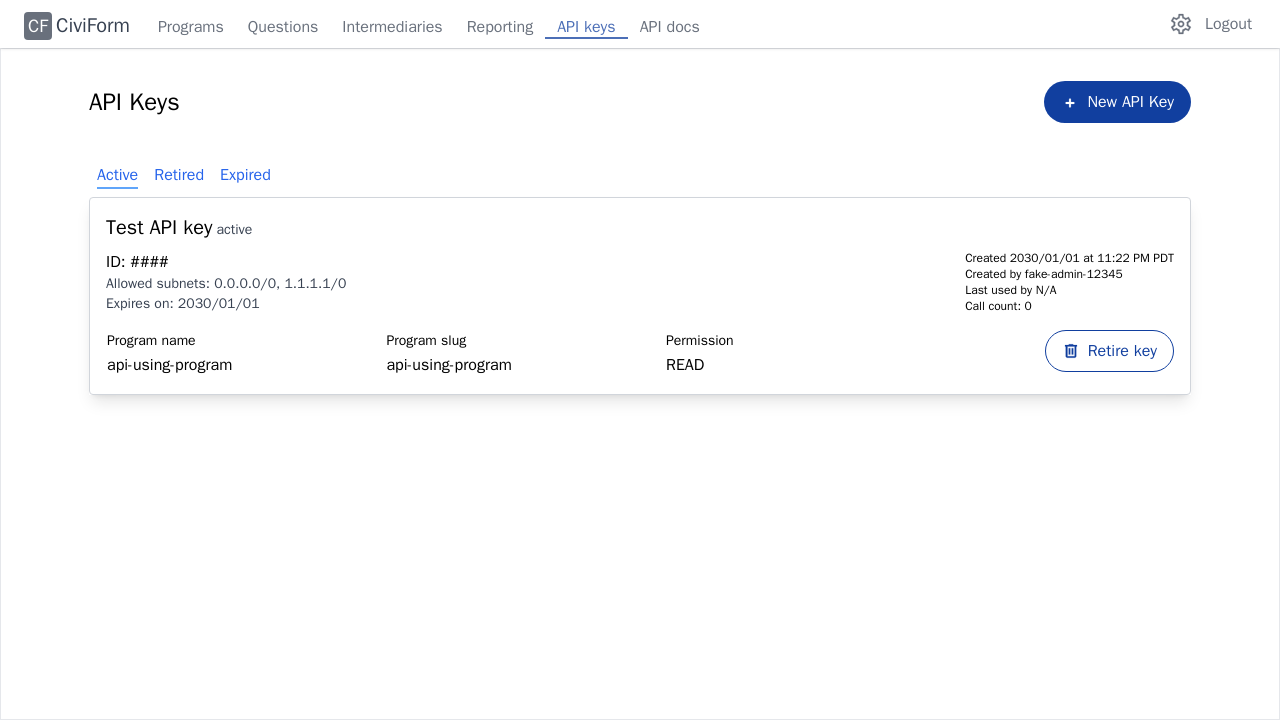 CF CiviForm Programs Questions Intermediaries Reporting API keys API docs Logout
API Keys
+ New API Key
Active Retired Expired
Test API key active
ID: ####
Allowed subnets: 0.0.0.0/0, 1.1.1.1/0
Expires on: 2030/01/01
Created 2030/01/01 at 11:22 PM PDT
Created by fake-admin-12345
Last used by N/A
Call count: 0
Program name Program slug Permission
api-using-program api-using-program READ
Retire key